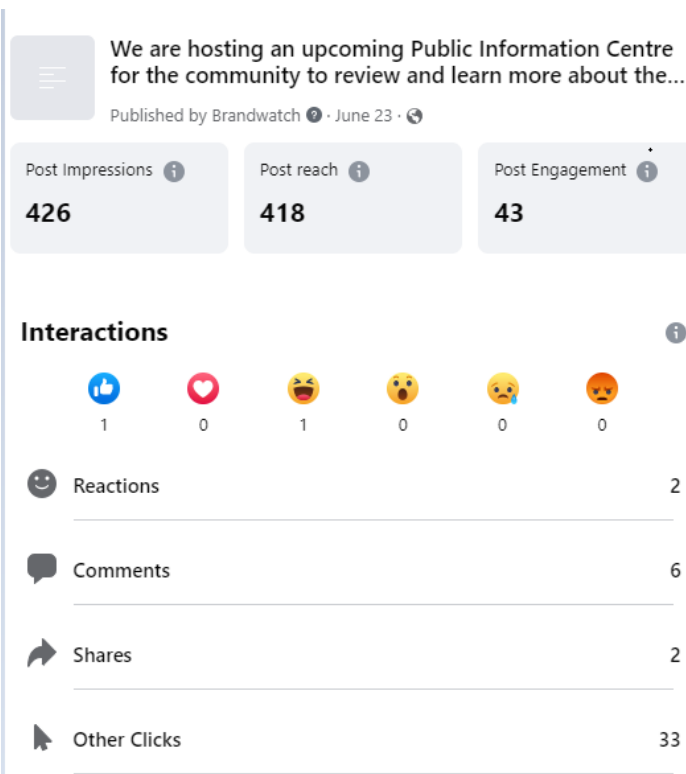 We are hosting an upcoming Public Information Centre
for the community to review and learn more about the...
Published by Brandwatch · June 23 ·
Post Impressions
426
Post reach
418
Post Engagement
43
Interactions
1 0 1 0 0 0
Reactions 2
Comments 6
Shares 2
Other Clicks 33